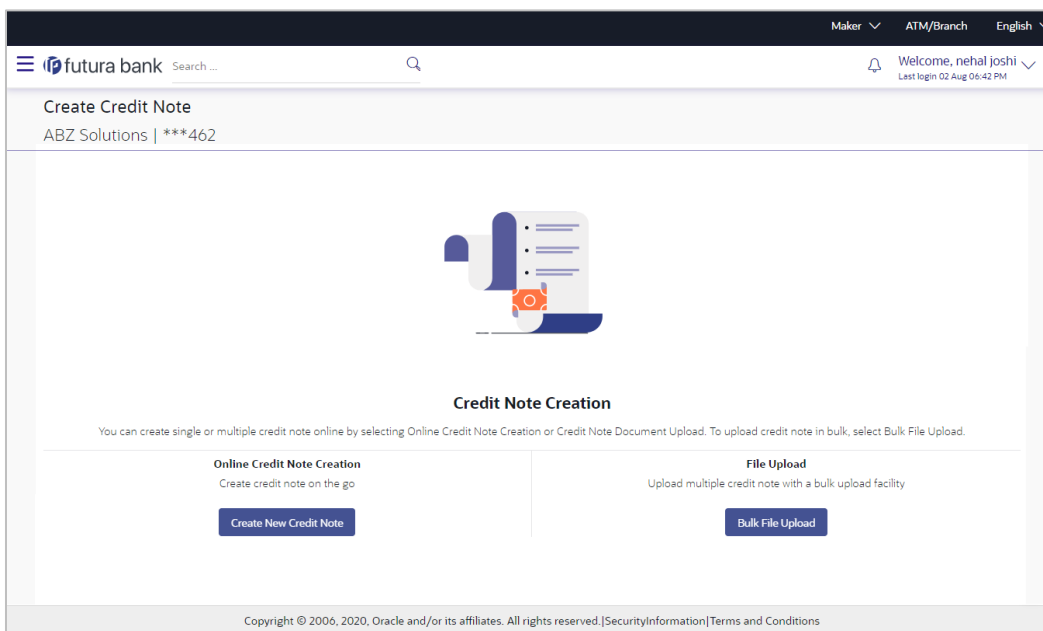 Maker ATM/Branch English
futura bank Search ... Welcome, nehal joshi
Last login 02 Aug 06:42 PM
Create Credit Note
ABZ Solutions | ***462
Credit Note Creation
You can create single or multiple credit note online by selecting Online Credit Note Creation or Credit Note Document Upload. To upload credit note in bulk, select Bulk File Upload.
Online Credit Note Creation File Upload
Create credit note on the go Upload multiple credit note with a bulk upload facility
Create New Credit Note Bulk File Upload
Copyright © 2006, 2020, Oracle and/or its affiliates. All rights reserved.|SecurityInformation|Terms and Conditions